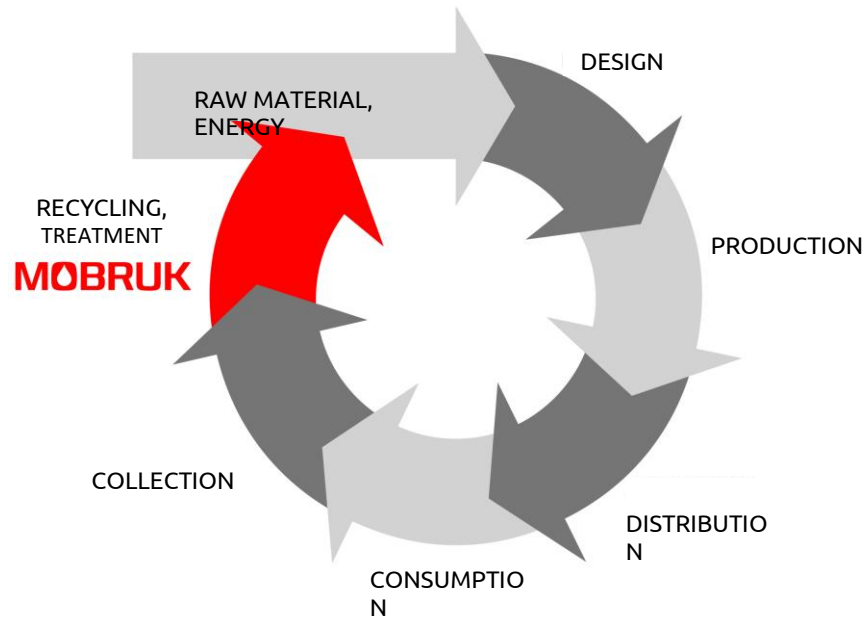 DESIGN
RAW MATERIAL,
ENERGY
RECYCLING,
TREATMENT
MOBRUK
PRODUCTION
COLLECTION
DISTRIBUTIO
N
CONSUMPTIO
N